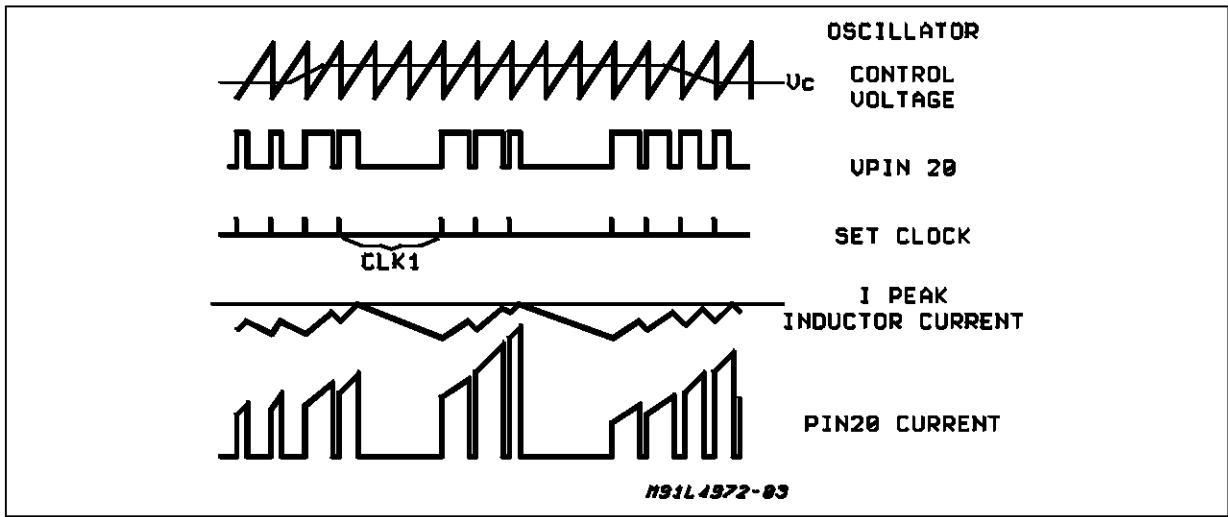 OSCILLATOR
Vc
CONTROL
VOLTAGE
VPIN 20
SET CLOCK
CLK1
I PEAK
INDUCTOR CURRENT
PIN20 CURRENT
M91L4972-03